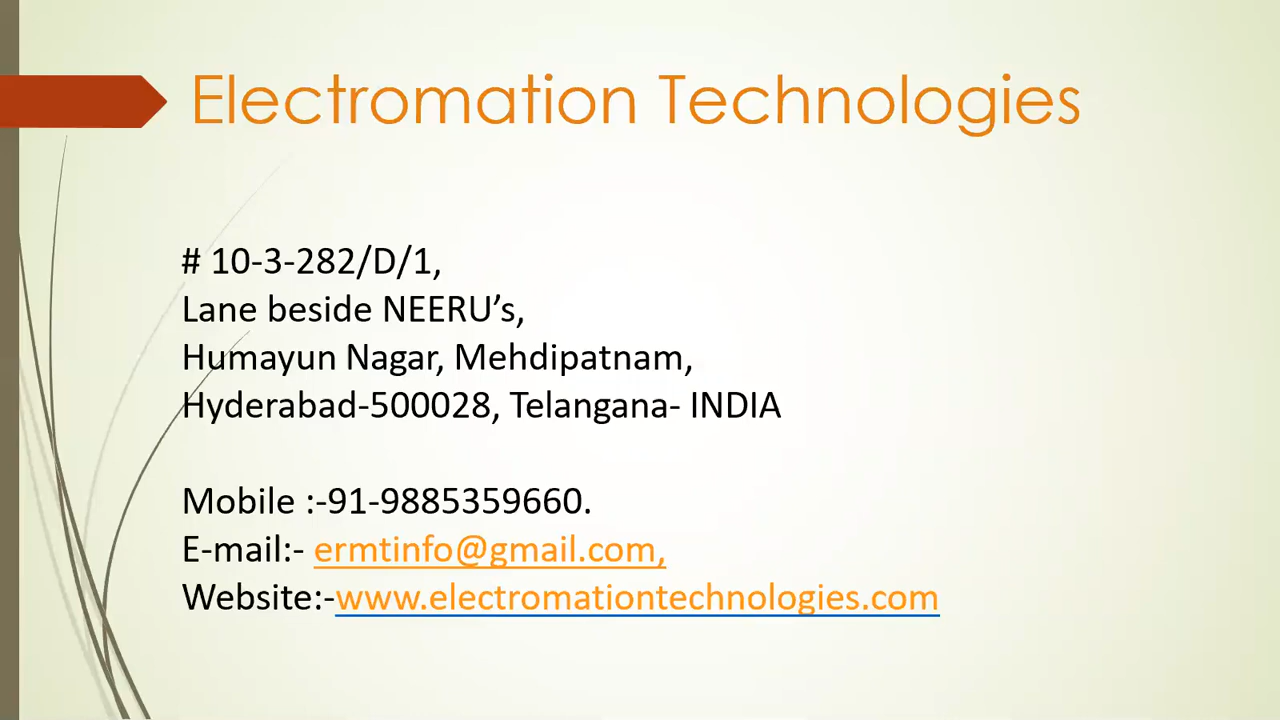 Electromation Technologies
# 10-3-282/D/1,
Lane beside NEERU’s,
Humayun Nagar, Mehdipatnam,
Hyderabad-500028, Telangana- INDIA
Mobile :-91-9885359660.
E-mail:- ermtinfo@gmail.com,
Website:-www.electromationtechnologies.com